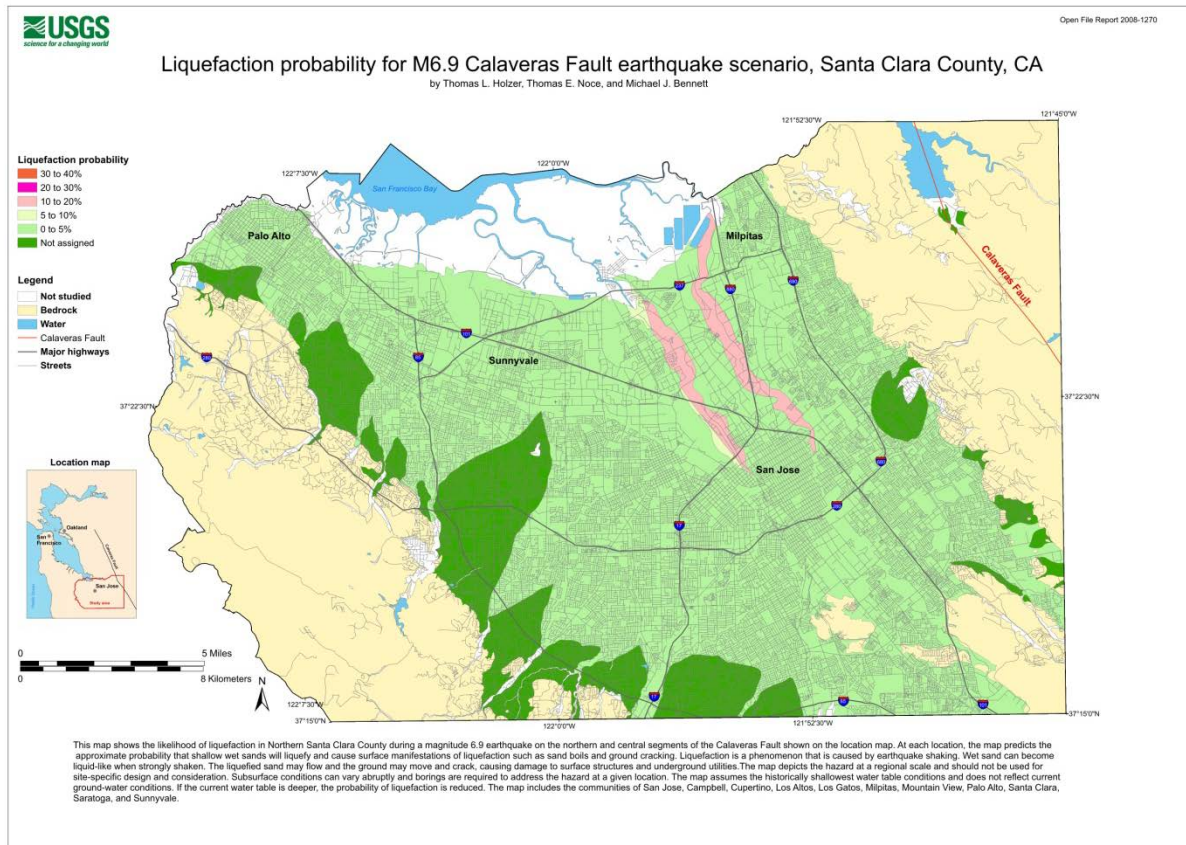 USGS
science for a changing world
Open File Report 2008-1270
Liquefaction probability for M6.9 Calaveras Fault earthquake scenario, Santa Clara County, CA
by Thomas L. Holzer, Thomas E. Noce, and Michael J. Bennett
121°45'0"W
121°52'30"W
122°0'0"W
122°7'30"W
Liquefaction probability
30 to 40%
20 to 30%
10 to 20%
5 to 10%
0 to 5%
Not assigned
Legend
Not studied
Bedrock
Water
Calaveras Fault
Major highways
Streets
San Francisco Bay
Palo Alto
Milpitas
Calaveras Fault
237
680
101
Sunnyvale
85
280
37°22'30"N
37°22'30"N
San Jose
680
280
17
Location map
Oakland
San
Francisco
Calaveras Fault
San Jose
Study area
0 5 Miles
0 8 Kilometers
N
17
85
101
122°7'30"W
37°15'0"N
122°0'0"W
121°52'30"W
37°15'0"N
This map shows the likelihood of liquefaction in Northern Santa Clara County during a magnitude 6.9 earthquake on the northern and central segments of the Calaveras Fault shown on the location map. At each location, the map predicts the
approximate probability that shallow wet sands will liquefy and cause surface manifestations of liquefaction such as sand boils and ground cracking. Liquefaction is a phenomenon that is caused by earthquake shaking. Wet sand can become
liquid-like when strongly shaken. The liquefied sand may flow and the ground may move and crack, causing damage to surface structures and underground utilities.The map depicts the hazard at a regional scale and should not be used for
site-specific design and consideration. Subsurface conditions can vary abruptly and borings are required to address the hazard at a given location. The map assumes the historically shallowest water table conditions and does not reflect current
ground-water conditions. If the current water table is deeper, the probability of liquefaction is reduced. The map includes the communities of San Jose, Campbell, Cupertino, Los Altos, Los Gatos, Milpitas, Mountain View, Palo Alto, Santa Clara,
Saratoga, and Sunnyvale.